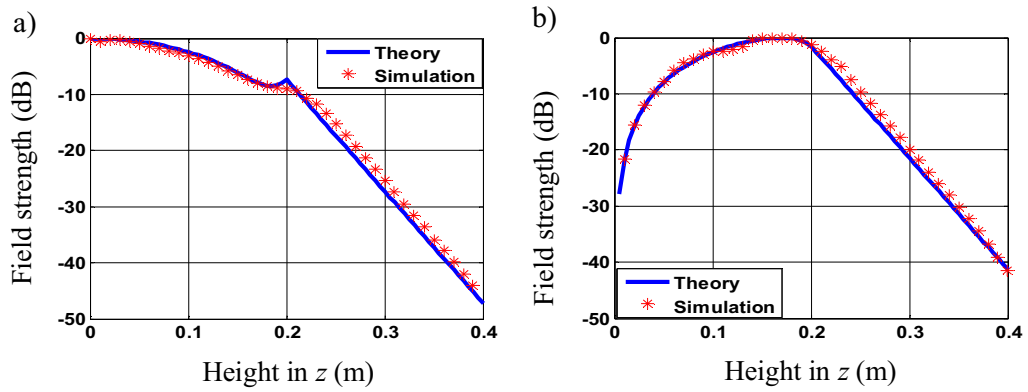 a)
0
-10
-20
-30
-40
-50
0
0.1
0.2
0.3
0.4
Field strength (dB)
Height in z (m)
Theory
Simulation
b)
0
-10
-20
-30
-40
-50
0
0.1
0.2
0.3
0.4
Field strength (dB)
Height in z (m)
Theory
Simulation